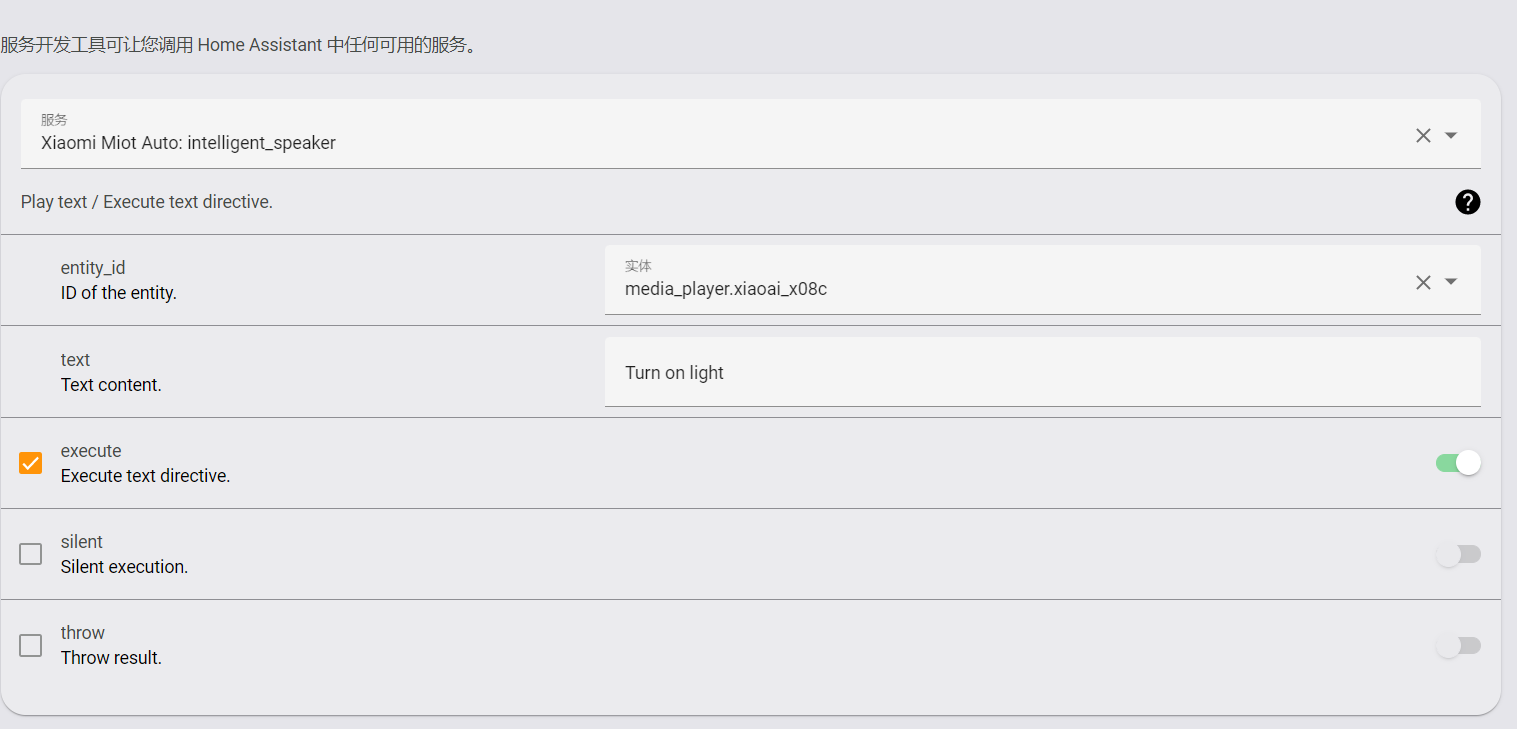 服务开发工具可让您调用 Home Assistant 中任何可用的服务。
服务
Xiaomi Miot Auto: intelligent_speaker
Play text / Execute text directive.
entity_id
ID of the entity.
实体
media_player.xiaoai_x08c
text
Text content.
Turn on light
execute
Execute text directive.
silent
Silent execution.
throw
Throw result.